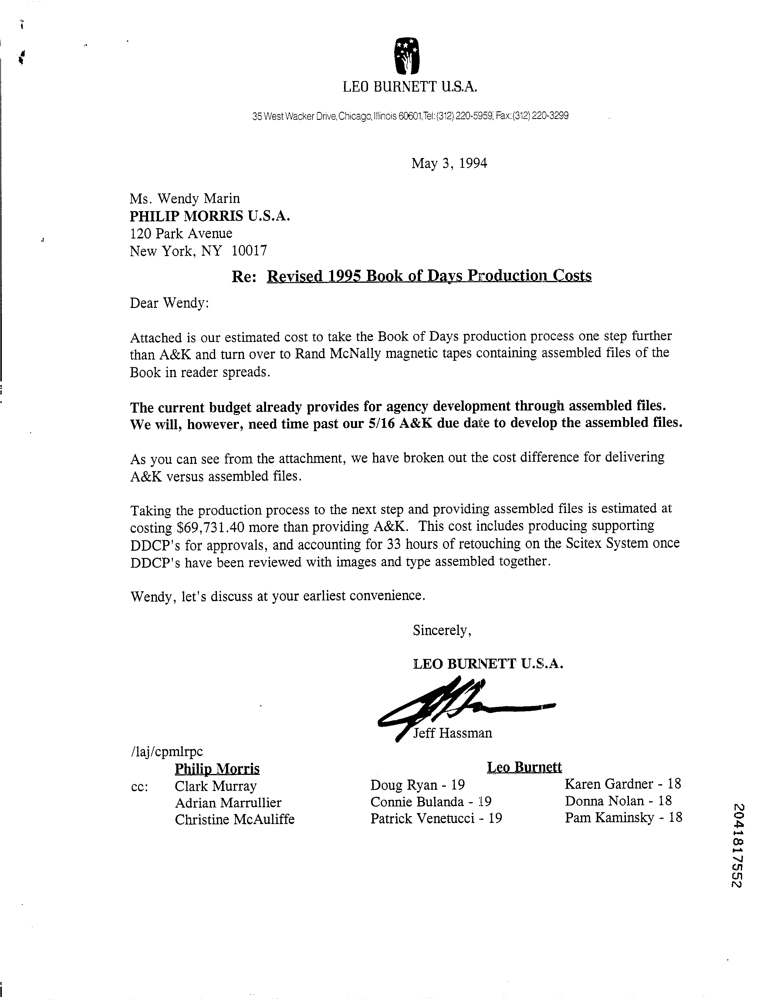 LEO BURNETT U.S.A.
35 West Wacker Drive, Chicago, Illinois 60601, Tel: (312) 220-5959, Fax: (312) 220-3299
May 3, 1994
Ms. Wendy Marin
PHILIP MORRIS U.S.A.
120 Park Avenue
New York, NY 10017
Re: Revised 1995 Book of Days Production Costs
Dear Wendy:
Attached is our estimated cost to take the Book of Days production process one step further
than A&K and turn over to Rand McNally magnetic tapes containing assembled files of the
Book in reader spreads.
The current budget already provides for agency development through assembled files.
We will, however, need time past our 5/16 A&K due date to develop the assembled files.
As you can see from the attachment, we have broken out the cost difference for delivering
A&K versus assembled files.
Taking the production process to the next step and providing assembled files is estimated at
costing $69,731.40 more than providing A&K. This cost includes producing supporting
DDCP's for approvals, and accounting for 33 hours of retouching on the Scitex System once
DDCP's have been reviewed with images and type assembled together.
Wendy, let's discuss at your earliest convenience.
Sincerely,
LEO BURNETT U.S.A.
Jeff Hassman
/laj/cpmlrpc
Philip Morris Leo Burnett
cc: Clark Murray Doug Ryan - 19 Karen Gardner - 18
Adrian Marrullier Connie Bulanda - 19 Donna Nolan - 18
Christine McAuliffe Patrick Venetucci - 19 Pam Kaminsky - 18
2041817552